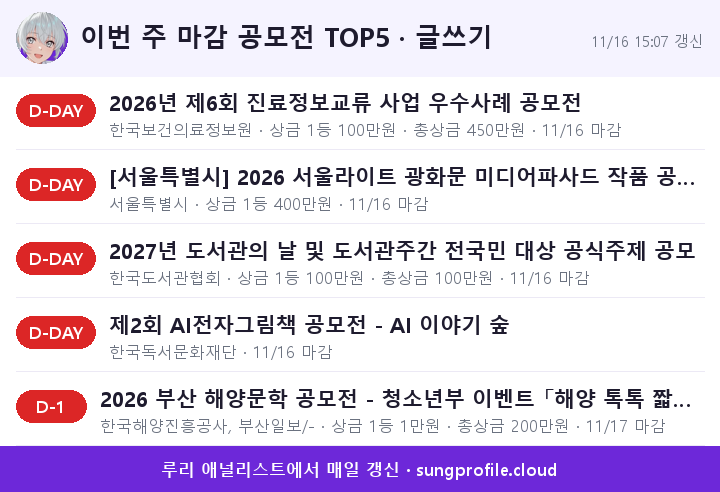 이번 주 마감 공모전 TOP5 · 글쓰기
11/16 15:07 갱신
D-DAY
2026년 제6회 진료정보교류 사업 우수사례 공모전
한국보건의료정보원 · 상금 1등 100만원 · 총상금 450만원 · 11/16 마감
D-DAY
[서울특별시] 2026 서울라이트 광화문 미디어파사드 작품 공...
서울특별시 · 상금 1등 400만원 · 11/16 마감
D-DAY
2027년 도서관의 날 및 도서관주간 전국민 대상 공식주제 공모
한국도서관협회 · 상금 1등 100만원 · 총상금 100만원 · 11/16 마감
D-DAY
제2회 AI전자그림책 공모전 - AI 이야기 숲
한국독서문화재단 · 11/16 마감
D-1
2026 부산 해양문학 공모전 - 청소년부 이벤트 「해양 톡톡 짧...
한국해양진흥공사, 부산일보/- · 상금 1등 1만원 · 총상금 200만원 · 11/17 마감
루리 애널리스트에서 매일 갱신 · sungprofile.cloud